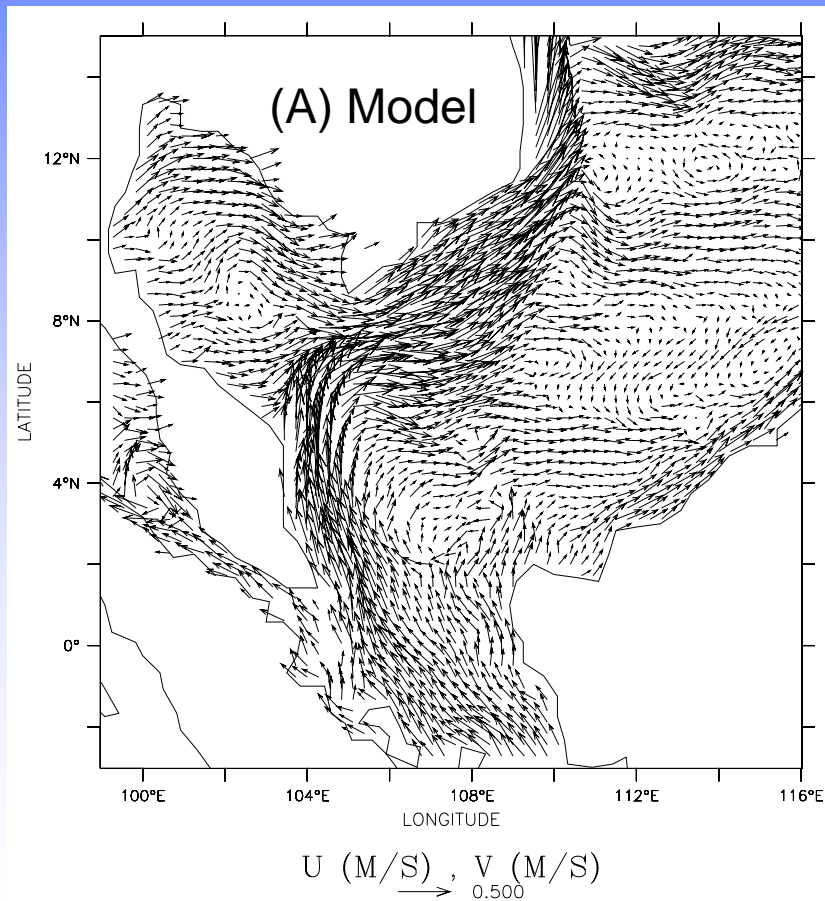 (A) Model
12°N
8°N
4°N
0°
LATITUDE
100°E 104°E 108°E 112°E 116°E
LONGITUDE
U (M/S) , V (M/S)
0.500